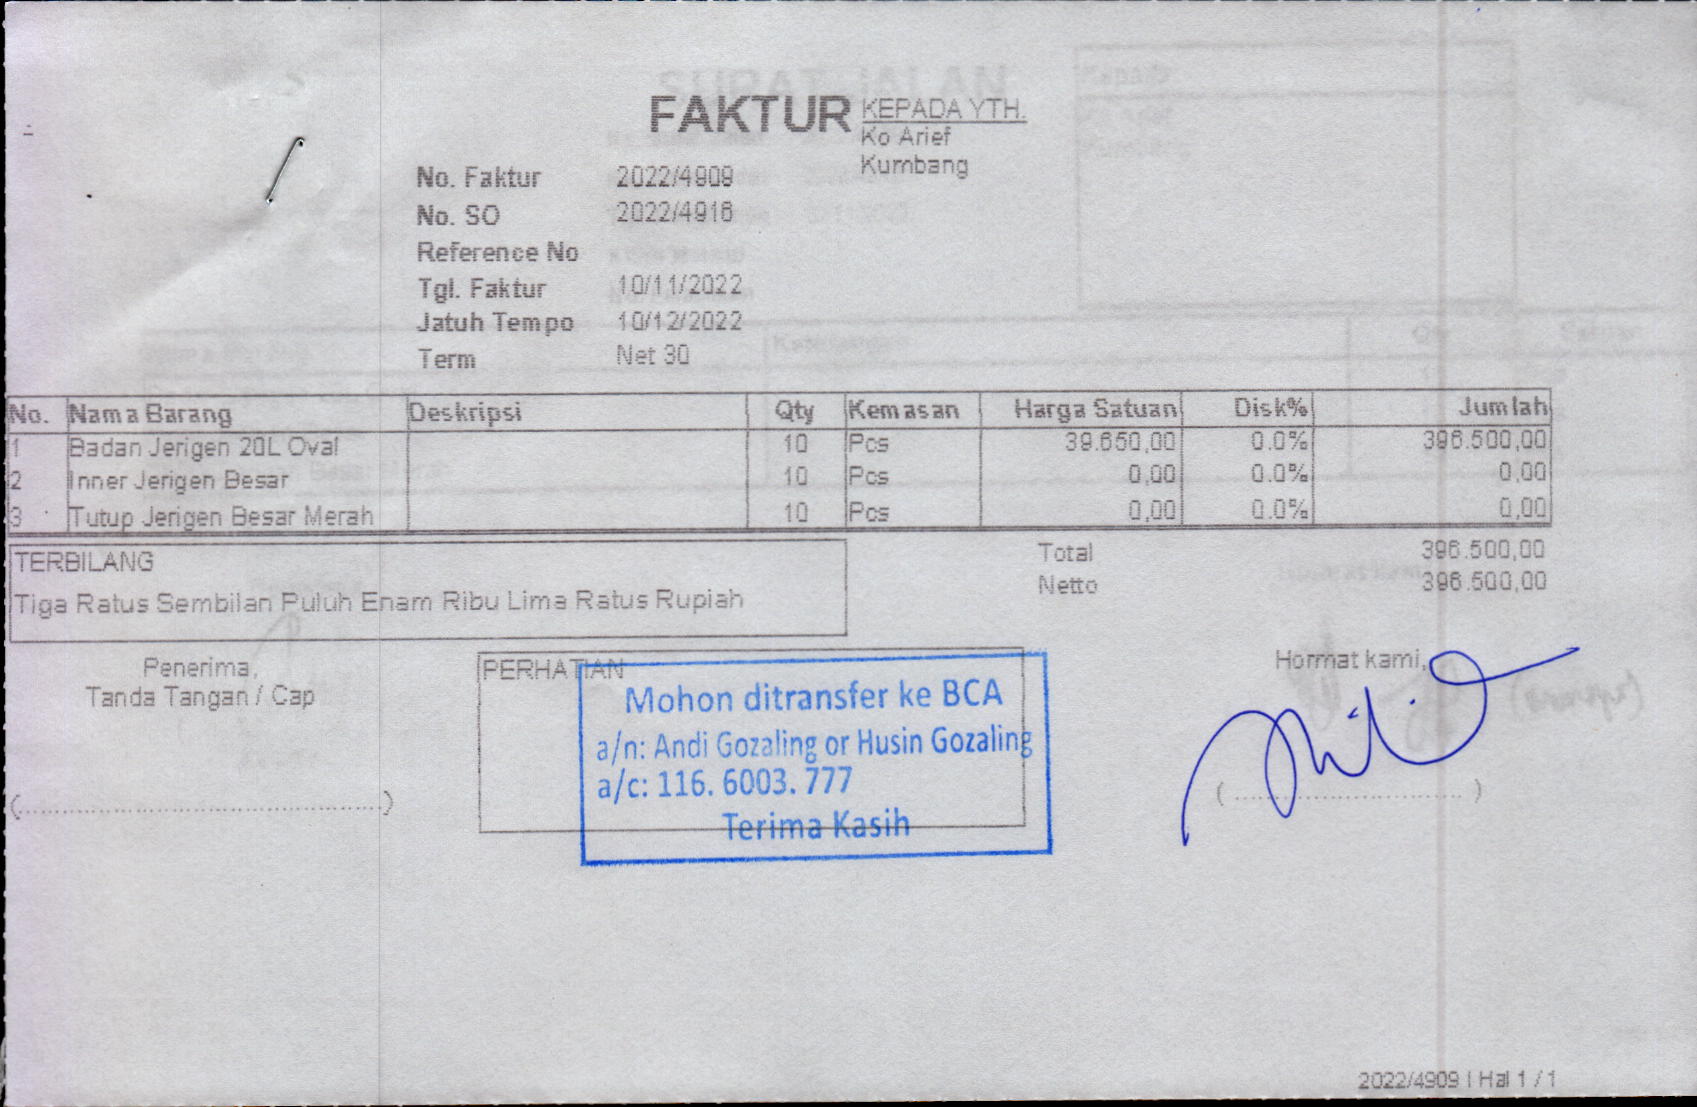 FAKTUR
KEPADA YTH.
Ko Arief
Kumbang
No. Faktur 2022/4909
No. SO 2022/4916
Reference No
Tgl. Faktur 10/11/2022
Jatuh Tempo 10/12/2022
Term Net 30
No. Nama Barang Deskripsi Qty Kemasan Harga Satuan Disk% Jumlah
1 Badan Jerigen 20L Oval 10 Pcs 39.650,00 0.0% 396.500,00
2 Inner Jerigen Besar 10 Pcs 0,00 0.0% 0,00
3 Tutup Jerigen Besar Merah 10 Pcs 0,00 0.0% 0,00
TERBILANG
Tiga Ratus Sembilan Puluh Enam Ribu Lima Ratus Rupiah
Total 396.500,00
Netto 396.500,00
Penerima,
Tanda Tangan / Cap
(........................................)
PERHATIAN
Mohon ditransfer ke BCA
a/n: Andi Gozaling or Husin Gozaling
a/c: 116. 6003. 777
Terima Kasih
Hormat kami,
(........................................)
2022/4909 | Hal 1 / 1